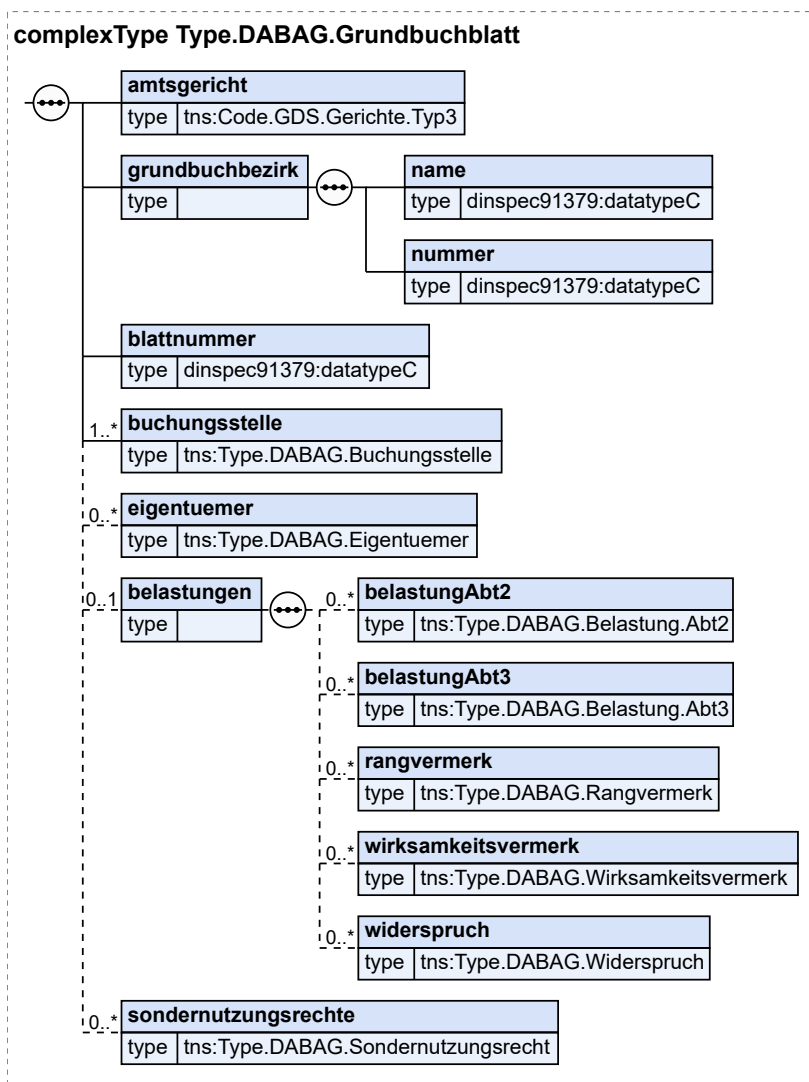 complexType Type.DABAG.Grundbuchblatt
amtsgericht
type tns:Code.GDS.Gerichte.Typ3
grundbuchbezirk
type
name
type dinspec91379:datatypeC
nummer
type dinspec91379:datatypeC
blattnummer
type dinspec91379:datatypeC
1..* buchungsstelle
type tns:Type.DABAG.Buchungsstelle
0..* eigentuemer
type tns:Type.DABAG.Eigentuemer
0..1 belastungen
type
0..* belastungAbt2
type tns:Type.DABAG.Belastung.Abt2
0..* belastungAbt3
type tns:Type.DABAG.Belastung.Abt3
0..* rangvermerk
type tns:Type.DABAG.Rangvermerk
0..* wirksamkeitsvermerk
type tns:Type.DABAG.Wirksamkeitsvermerk
0..* widerspruch
type tns:Type.DABAG.Widerspruch
0..* sondernutzungsrechte
type tns:Type.DABAG.Sondernutzungsrecht